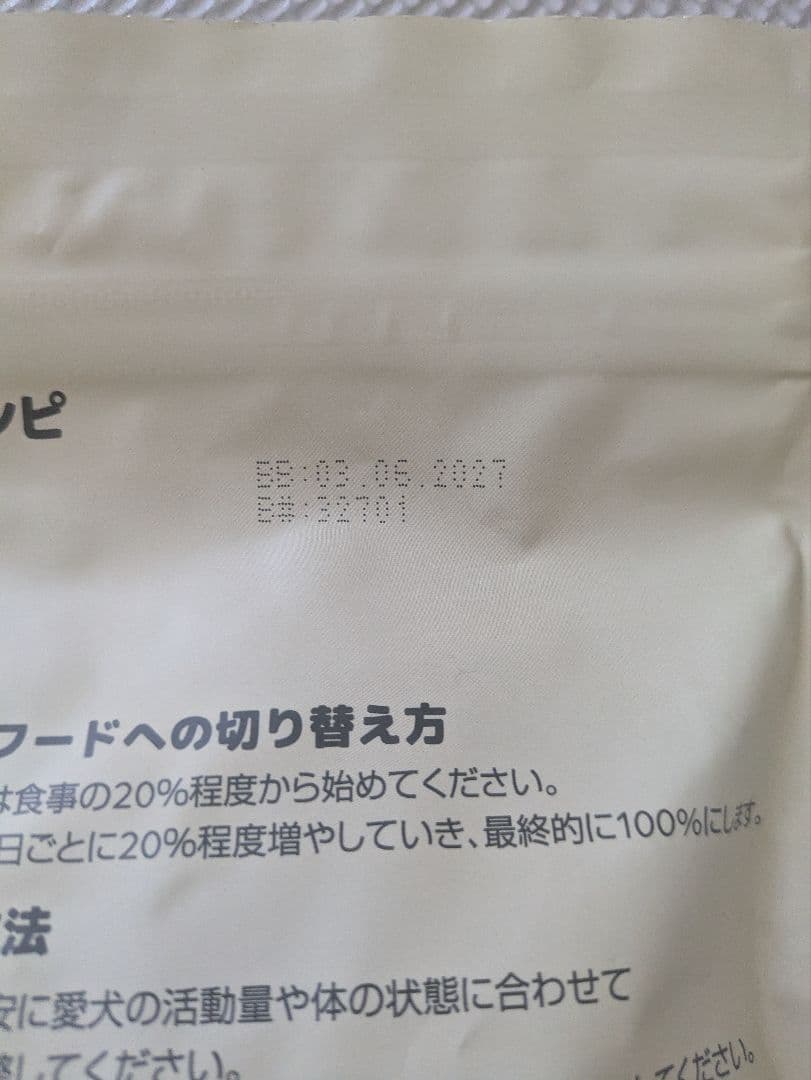 ンピ
BB:03.06.2027
B#:32701
フードへの切り替え方
は食事の20%程度から始めてください。
日ごとに20%程度増やしていき、最終的に100%にします。
法
安に愛犬の活動量や体の状態に合わせて
してください。
してください。